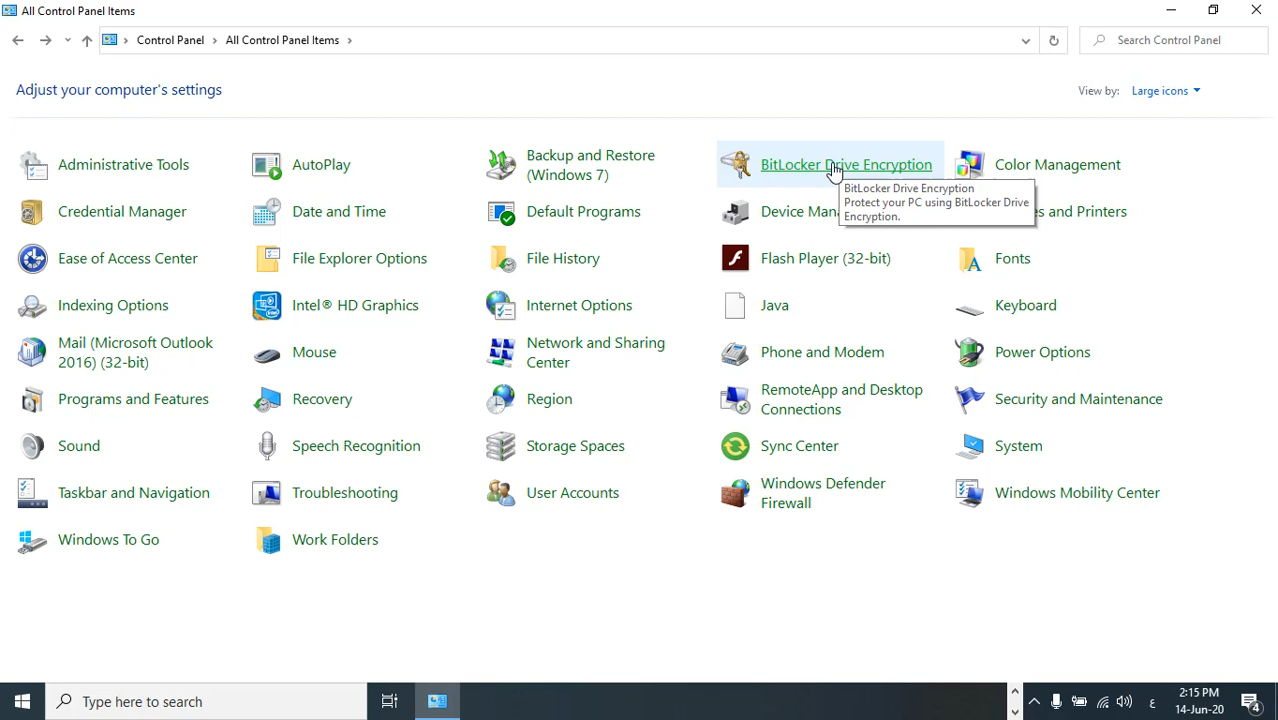 All Control Panel Items
Control Panel > All Control Panel Items >
Search Control Panel
Adjust your computer's settings
View by: Large icons
Administrative Tools
AutoPlay
Backup and Restore
(Windows 7)
BitLocker Drive Encryption
Color Management
BitLocker Drive Encryption
Protect your PC using BitLocker Drive
Encryption.
Credential Manager
Date and Time
Default Programs
Device
and Printers
Ease of Access Center
File Explorer Options
File History
Flash Player (32-bit)
Fonts
Indexing Options
Intel® HD Graphics
Internet Options
Java
Keyboard
Mail (Microsoft Outlook
2016) (32-bit)
Mouse
Network and Sharing
Center
Phone and Modem
Power Options
Programs and Features
Recovery
Region
RemoteApp and Desktop
Connections
Security and Maintenance
Sound
Speech Recognition
Storage Spaces
Sync Center
System
Taskbar and Navigation
Troubleshooting
User Accounts
Windows Defender
Firewall
Windows Mobility Center
Windows To Go
Work Folders
Type here to search
ع
2:15 PM
14-Jun-20
4